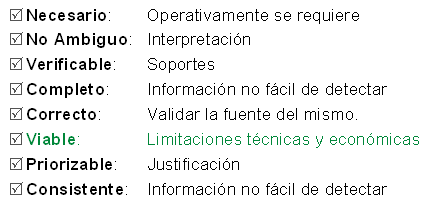 ☑ Necesario: Operativamente se requiere
☑ No Ambiguo: Interpretación
☑ Verificable: Soportes
☑ Completo: Información no fácil de detectar
☑ Correcto: Validar la fuente del mismo.
☑ Viable: Limitaciones técnicas y económicas
☑ Priorizable: Justificación
☑ Consistente: Información no fácil de detectar